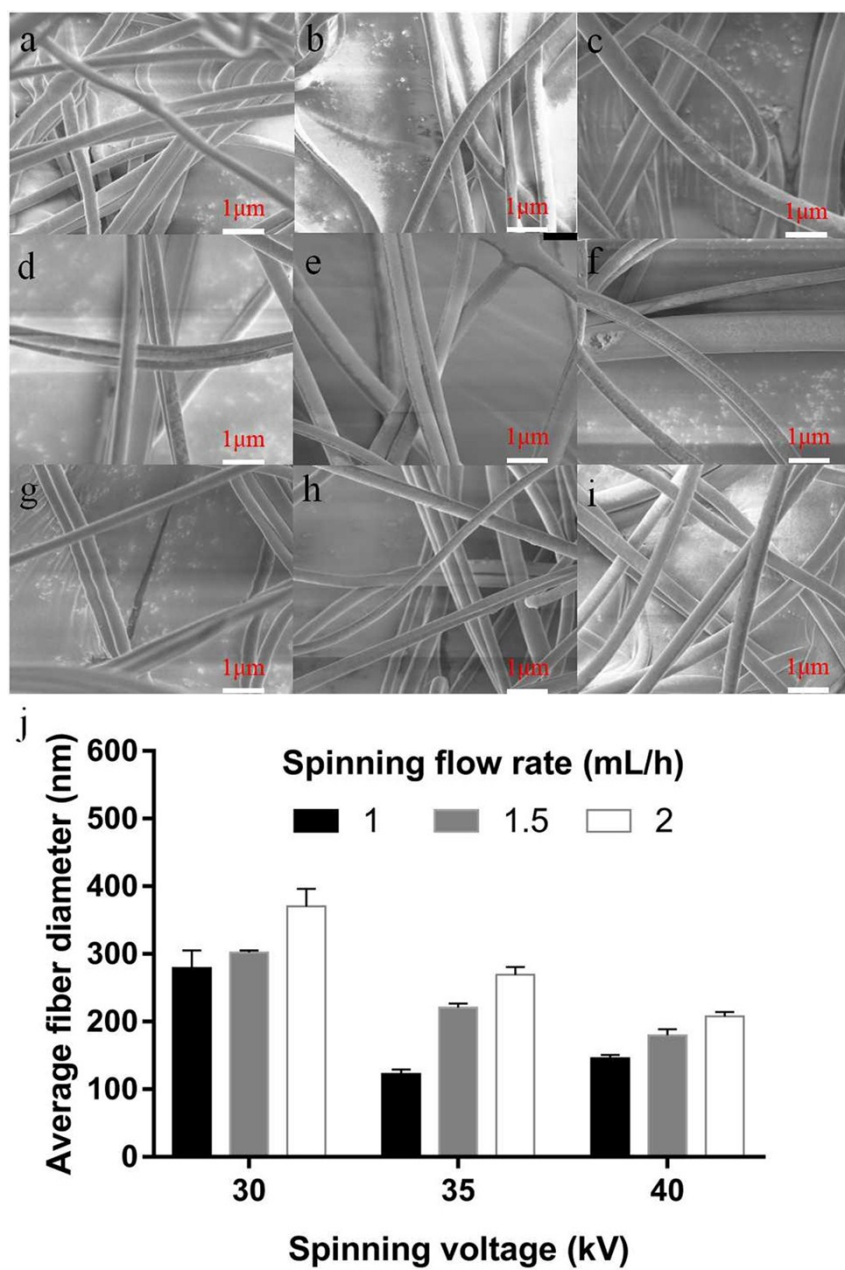 a b c
1μm 1μm 1μm
d e f
1μm 1μm 1μm
g h i
1μm 1μm 1μm
j
Spinning flow rate (mL/h)
1 1.5 2
Average fiber diameter (nm)
600
500
400
300
200
100
0
30 35 40
Spinning voltage (kV)